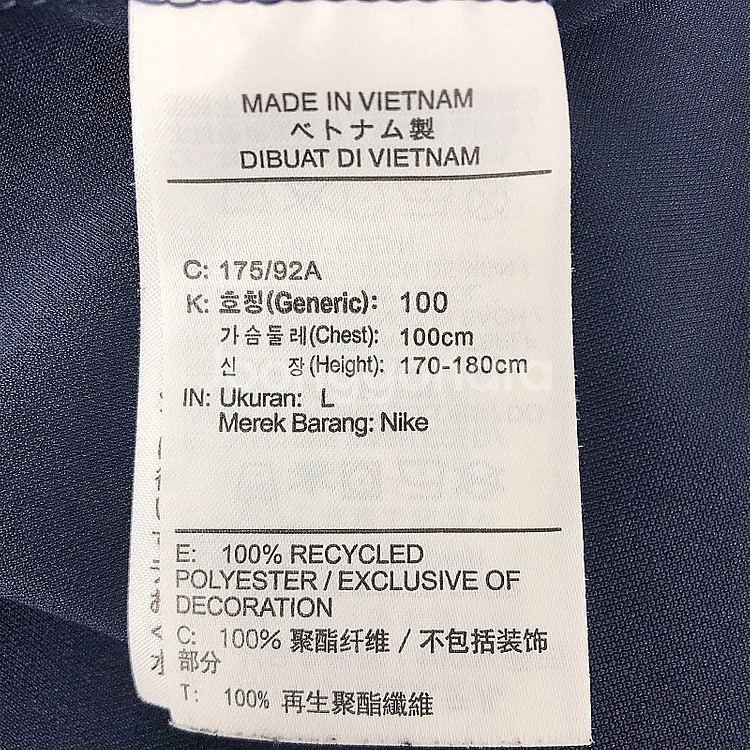 MADE IN VIETNAM
ベトナム製
DIBUAT DI VIETNAM
C: 175/92A
K: 호칭(Generic): 100
가슴둘레(Chest): 100cm
신 장(Height): 170-180cm
IN: Ukuran: L
Merek Barang: Nike
E: 100% RECYCLED
POLYESTER / EXCLUSIVE OF
DECORATION
C: 100% 聚酯纤维 / 不包括装饰
部分
T: 100% 再生聚酯纖維